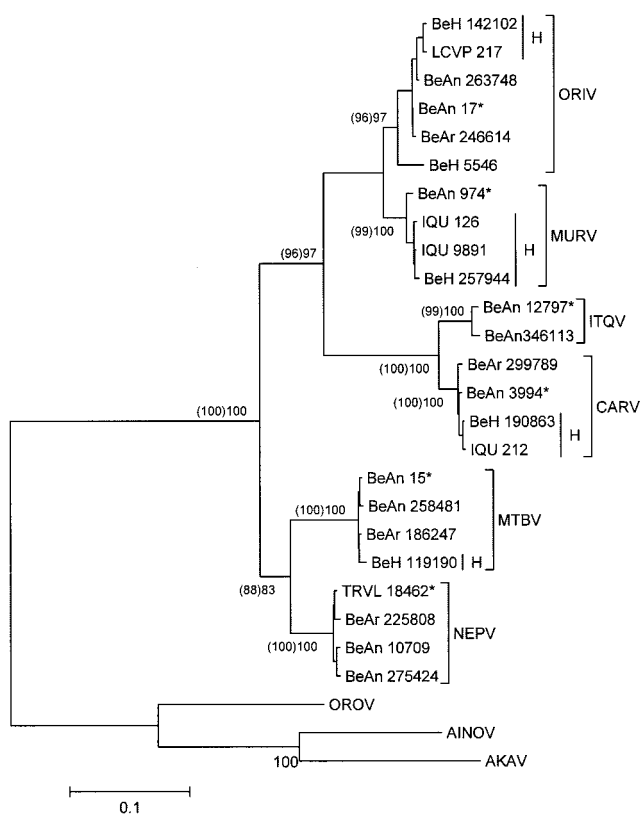 BeH 142102
H
LCVP 217
BeAn 263748
ORIV
BeAn 17*
(96)97
BeAr 246614
BeH 5546
BeAn 974*
IQU 126
(99)100
MURV
IQU 9891
H
(96)97
BeH 257944
BeAn 12797*
(99)100
ITQV
BeAn346113
BeAr 299789
(100)100
BeAn 3994*
(100)100
CARV
(100)100
BeH 190863
H
IQU 212
BeAn 15*
BeAn 258481
(100)100
MTBV
BeAr 186247
BeH 119190
H
(88)83
TRVL 18462*
BeAr 225808
NEPV
(100)100
BeAn 10709
BeAn 275424
OROV
AINOV
100
AKAV
0.1